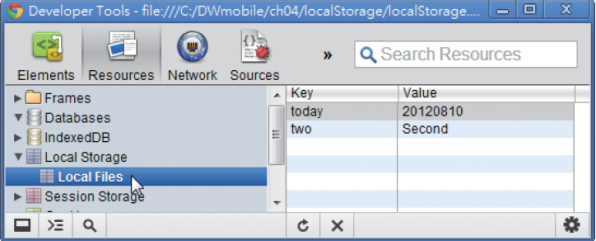 Developer Tools - file:///C:/DWmobile/ch04/localStorage/localStorage....
Elements Resources Network Sources » Search Resources
Frames
Databases
IndexedDB
Local Storage
Local Files
Session Storage
Key Value
today 20120810
two Second